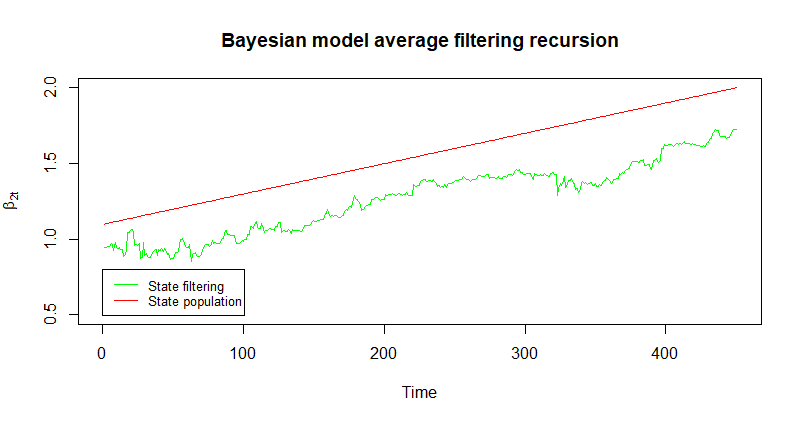 Bayesian model average filtering recursion
2.0
1.5
1.0
0.5
β2t
State filtering
State population
0 100 200 300 400
Time